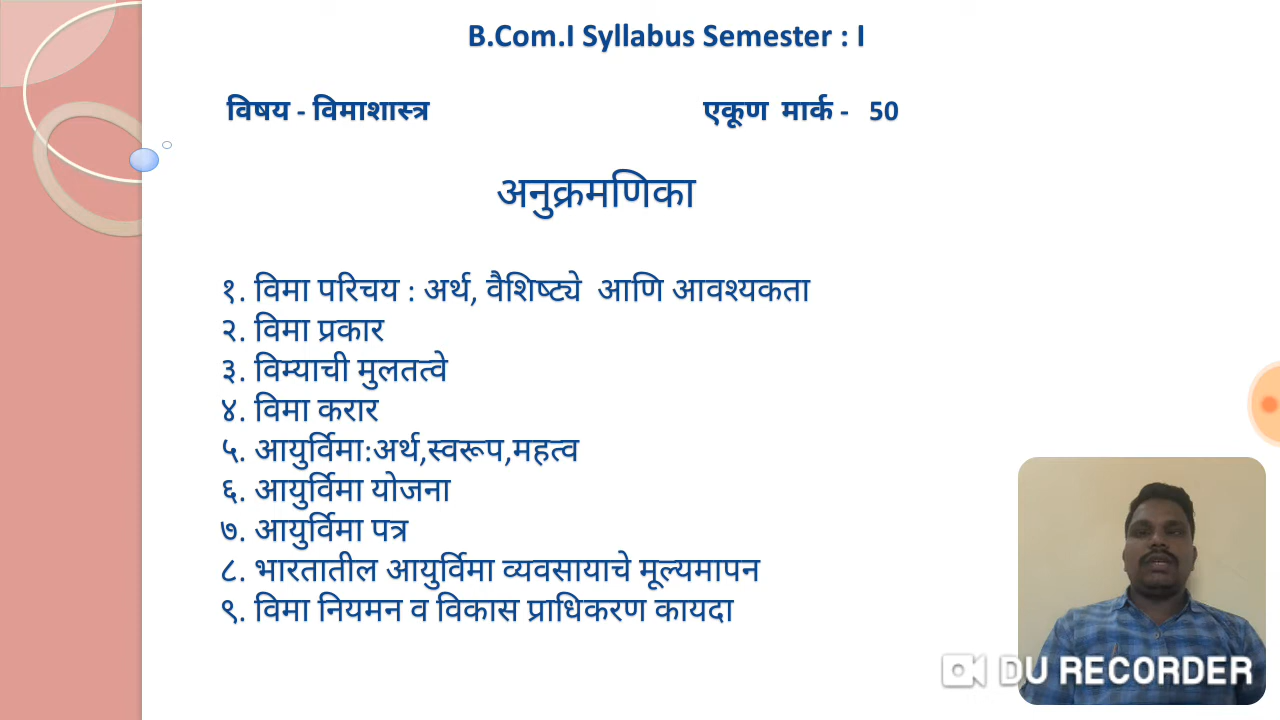 B.Com.I Syllabus Semester : I
विषय - विमाशास्त्र एकूण मार्क - 50
अनुक्रमणिका
१. विमा परिचय : अर्थ, वैशिष्ट्ये आणि आवश्यकता
२. विमा प्रकार
३. विम्याची मुलतत्वे
४. विमा करार
५. आयुर्विमा:अर्थ,स्वरूप,महत्व
६. आयुर्विमा योजना
७. आयुर्विमा पत्र
८. भारतातील आयुर्विमा व्यवसायाचे मूल्यमापन
९. विमा नियमन व विकास प्राधिकरण कायदा
DU RECORDER